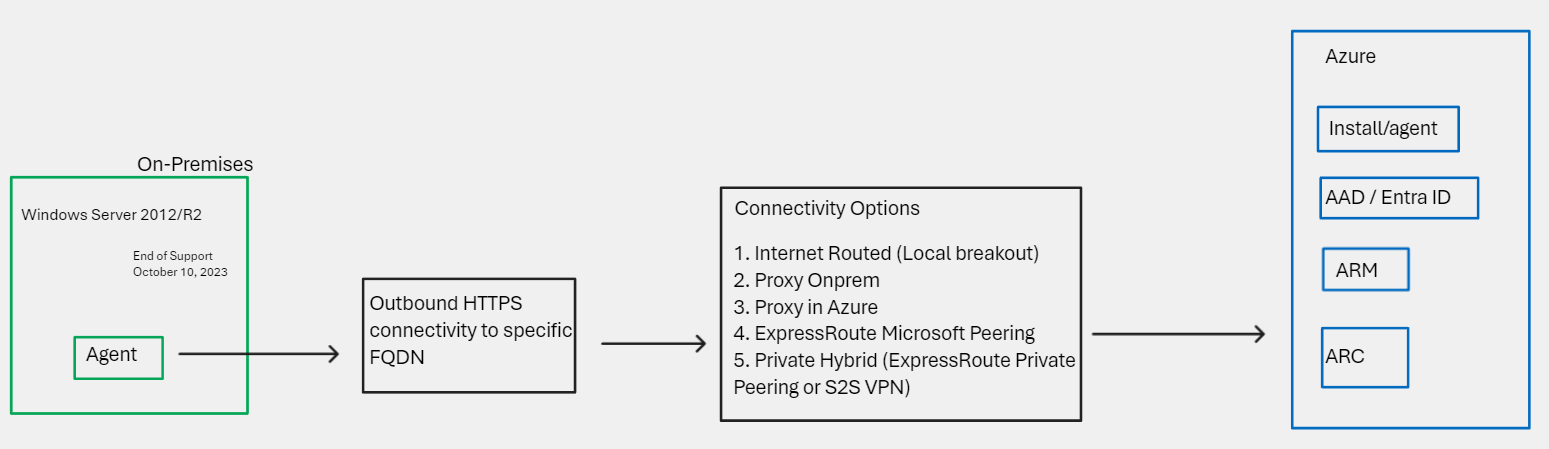 On-Premises
Windows Server 2012/R2
End of Support
October 10, 2023
Agent
Outbound HTTPS
connectivity to specific
FQDN
Connectivity Options
1. Internet Routed (Local breakout)
2. Proxy Onprem
3. Proxy in Azure
4. ExpressRoute Microsoft Peering
5. Private Hybrid (ExpressRoute Private
Peering or S2S VPN)
Azure
Install/agent
AAD / Entra ID
ARM
ARC